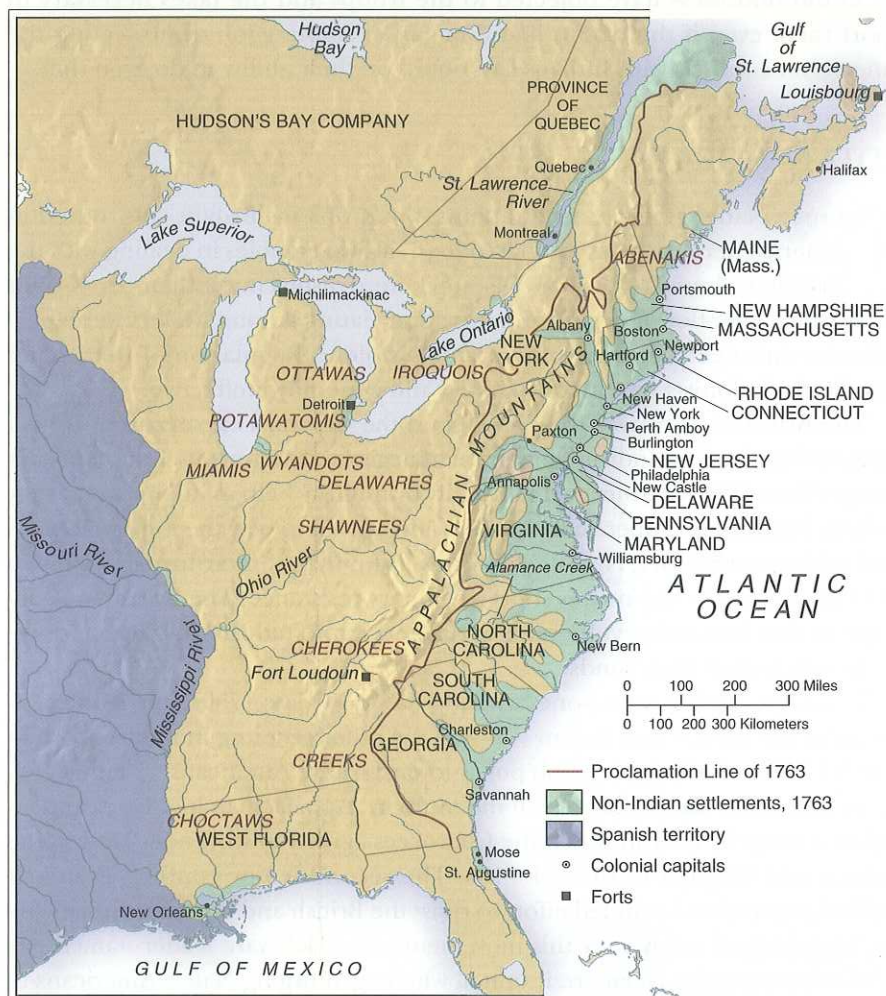 Hudson
Bay
Gulf
of
St. Lawrence
Louisbourg
PROVINCE
OF
QUEBEC
HUDSON'S BAY COMPANY
Quebec
Halifax
St. Lawrence
River
Montreal
Lake Superior
ABENAKIS
MAINE
(Mass.)
Michilimackinac
Portsmouth
NEW HAMPSHIRE
MASSACHUSETTS
Lake Ontario
Albany
Boston
NEW
YORK
Newport
Hartford
OTTAWAS
IROQUOIS
RHODE ISLAND
CONNECTICUT
New Haven
New York
Detroit
POTAWATOMIS
Perth Amboy
Burlington
Paxton
NEW JERSEY
Philadelphia
New Castle
MIAMIS
WYANDOTS
DELAWARES
Annapolis
DELAWARE
PENNSYLVANIA
MARYLAND
APPALACHIAN MOUNTAINS
SHAWNEES
VIRGINIA
Williamsburg
Missouri River
Ohio River
Alamance Creek
ATLANTIC
OCEAN
NORTH
CAROLINA
New Bern
CHEROKEES
Fort Loudoun
Mississippi River
SOUTH
CAROLINA
0 100 200 300 Miles
0 100 200 300 Kilometers
Charleston
GEORGIA
CREEKS
Savannah
Proclamation Line of 1763
Non-Indian settlements, 1763
Spanish territory
Colonial capitals
Forts
CHOCTAWS
WEST FLORIDA
Mose
St. Augustine
New Orleans
GULF OF MEXICO